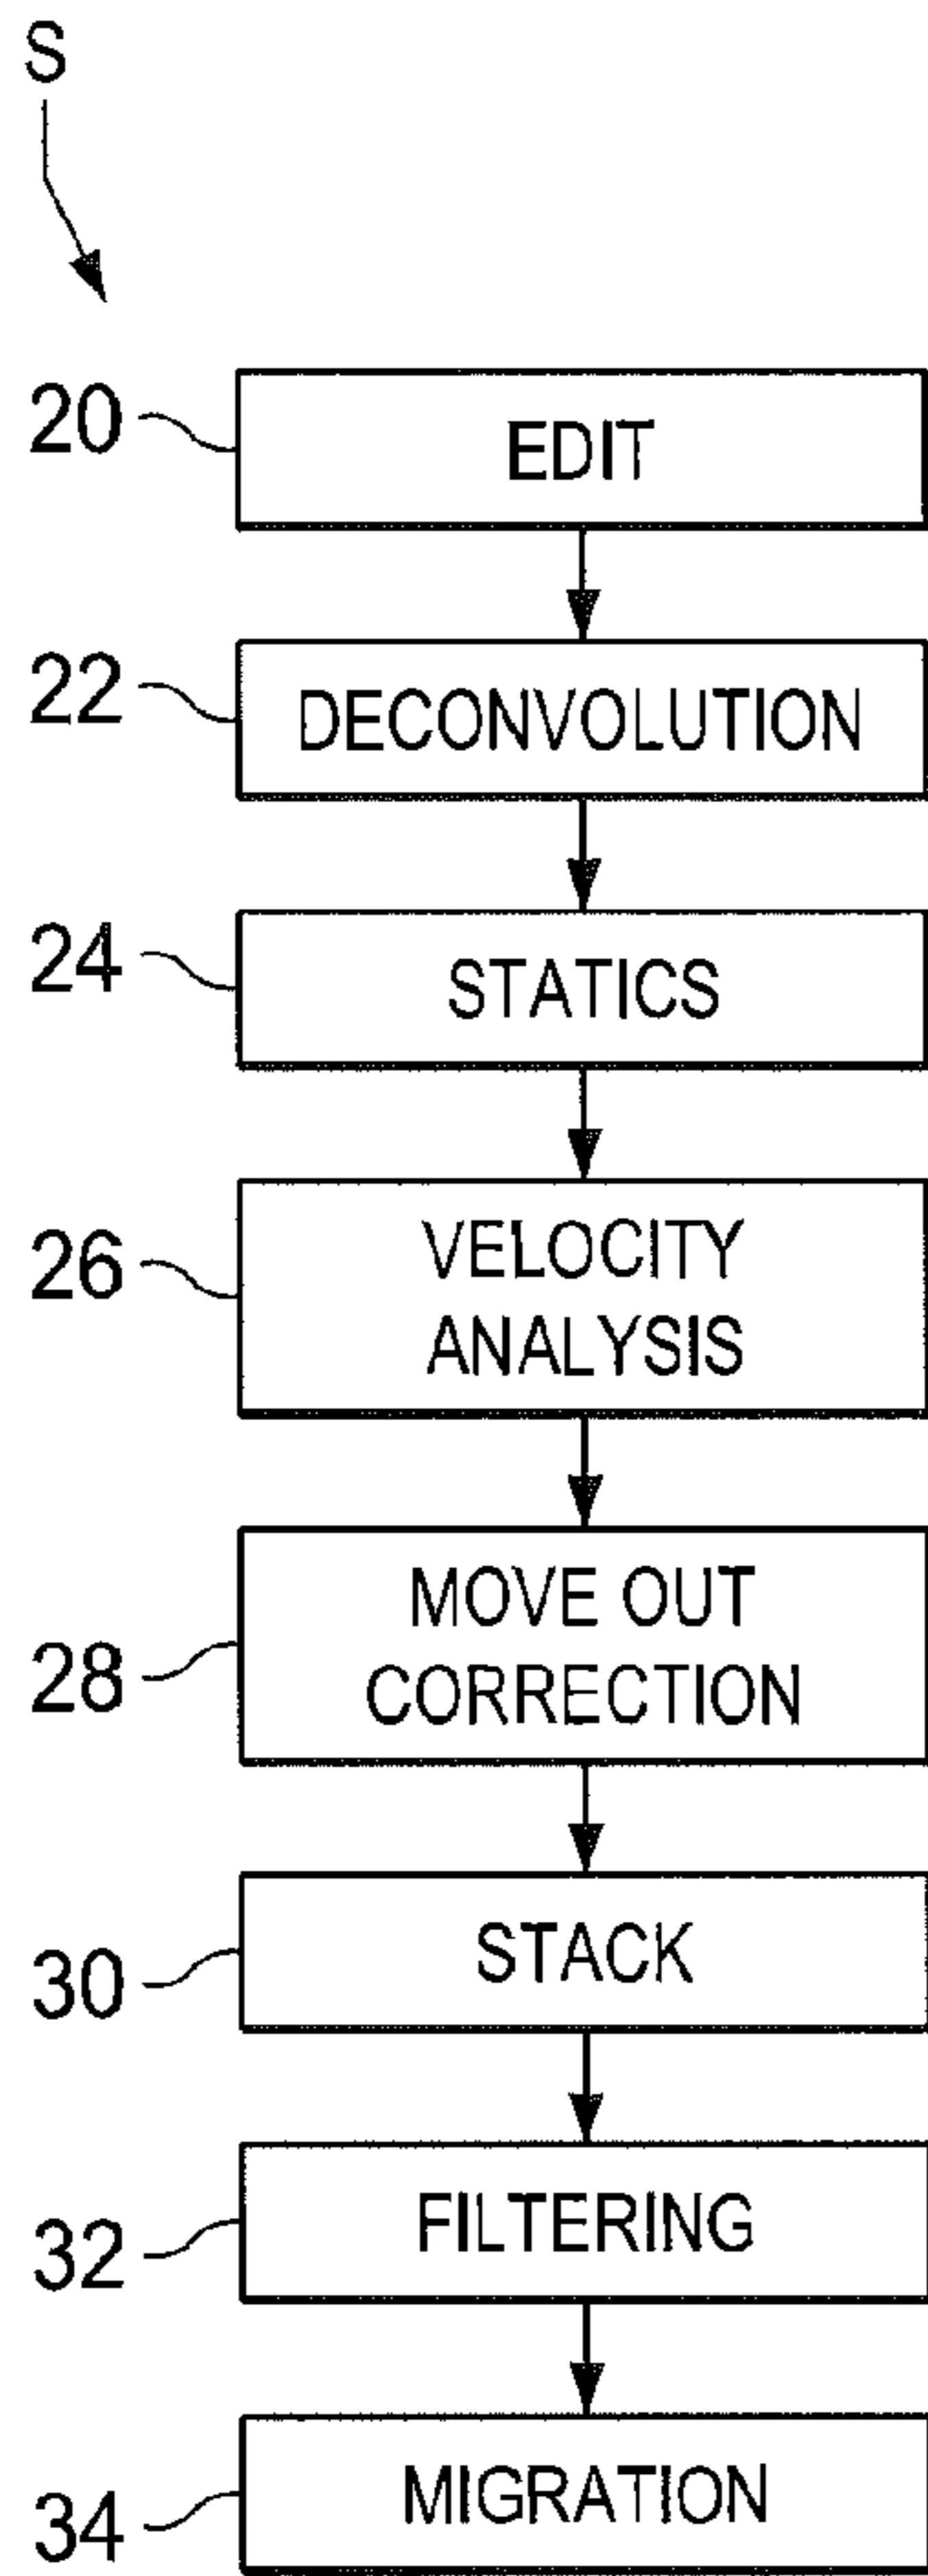 S
20
EDIT
22
DECONVOLUTION
24
STATICS
26
VELOCITY
ANALYSIS
28
MOVE OUT
CORRECTION
30
STACK
32
FILTERING
34
MIGRATION